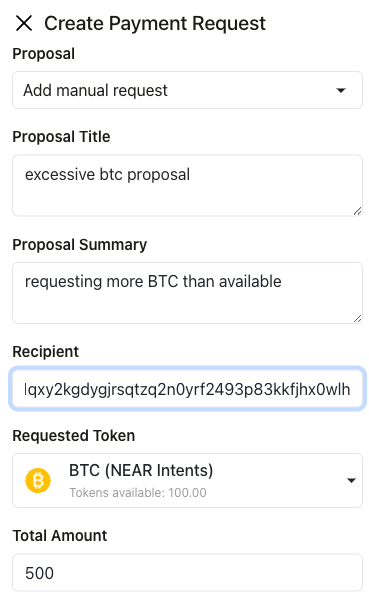 Create Payment Request
Proposal
Add manual request
Proposal Title
excessive btc proposal
Proposal Summary
requesting more BTC than available
Recipient
lqxy2kgdygjrsqtzq2n0yrf2493p83kkfjhx0wlh
Requested Token
BTC (NEAR Intents)
Tokens available: 100.00
Total Amount
500